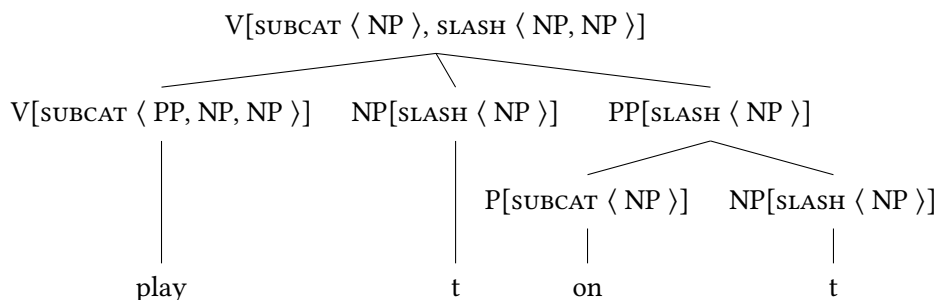 V[SUBCAT ⟨ NP ⟩, SLASH ⟨ NP, NP ⟩]
V[SUBCAT ⟨ PP, NP, NP ⟩] NP[SLASH ⟨ NP ⟩] PP[SLASH ⟨ NP ⟩]
P[SUBCAT ⟨ NP ⟩] NP[SLASH ⟨ NP ⟩]
play t on t